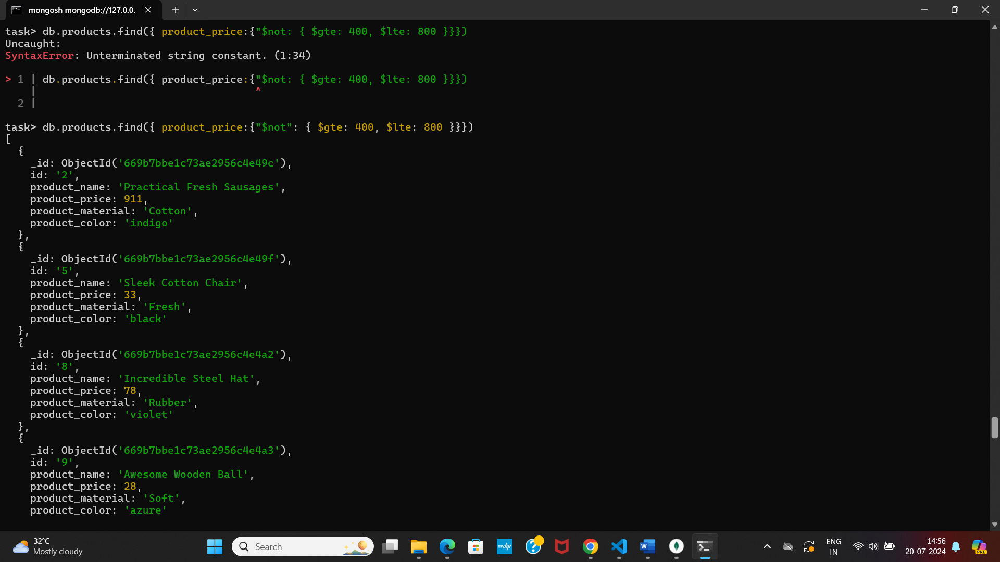 mongosh mongodb://127.0.0.
task> db.products.find({ product_price:{"$not: { $gte: 400, $lte: 800 }}})
Uncaught:
SyntaxError: Unterminated string constant. (1:34)
> 1 | db.products.find({ product_price:{"$not: { $gte: 400, $lte: 800 }}})
| ^
2 |
task> db.products.find({ product_price:{"$not": { $gte: 400, $lte: 800 }}})
[
{
_id: ObjectId('669b7bbe1c73ae2956c4e49c'),
id: '2',
product_name: 'Practical Fresh Sausages',
product_price: 911,
product_material: 'Cotton',
product_color: 'indigo'
},
{
_id: ObjectId('669b7bbe1c73ae2956c4e49f'),
id: '5',
product_name: 'Sleek Cotton Chair',
product_price: 33,
product_material: 'Fresh',
product_color: 'black'
},
{
_id: ObjectId('669b7bbe1c73ae2956c4e4a2'),
id: '8',
product_name: 'Incredible Steel Hat',
product_price: 78,
product_material: 'Rubber',
product_color: 'violet'
},
{
_id: ObjectId('669b7bbe1c73ae2956c4e4a3'),
id: '9',
product_name: 'Awesome Wooden Ball',
product_price: 28,
product_material: 'Soft',
product_color: 'azure'
32°C
Mostly cloudy
Search
myhp
ENG
IN
14:56
20-07-2024
PRE